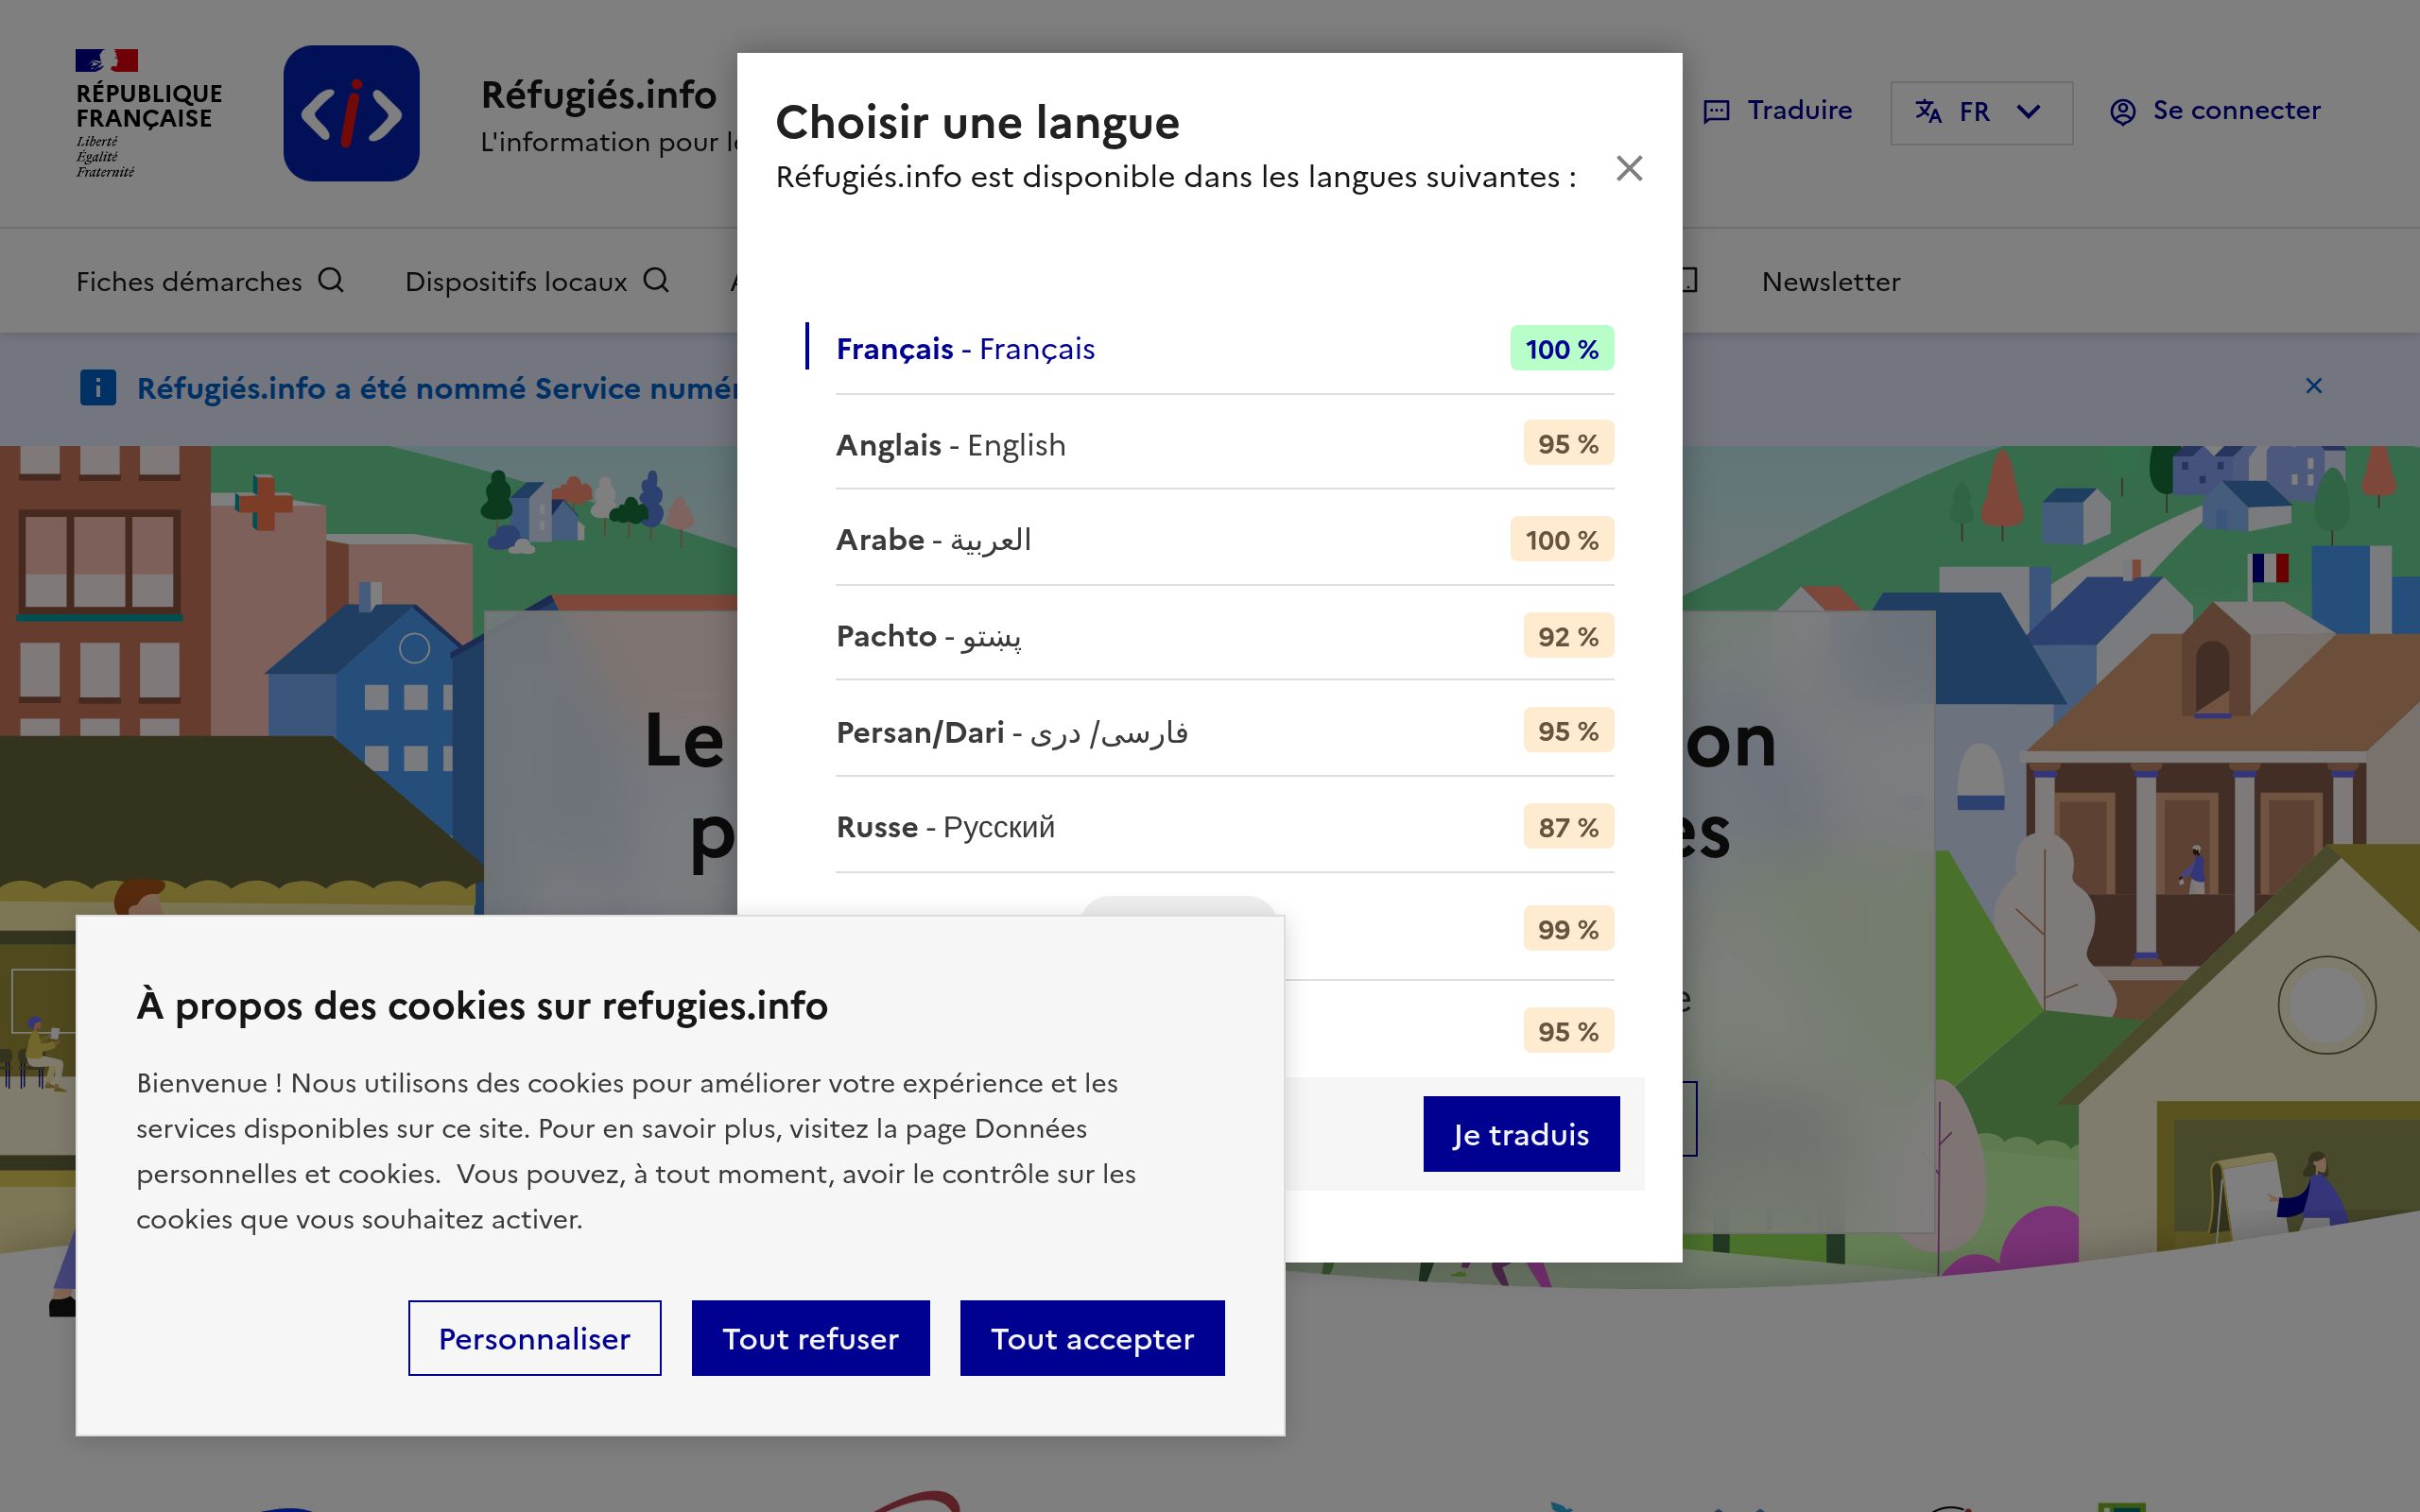 RÉPUBLIQUE
FRANÇAISE
Liberté
Égalité
Fraternité
Réfugiés.info
L'information pour
Traduire
FR
Se connecter
Fiches démarches
Dispositifs locaux
Newsletter
Réfugiés.info a été nommé Service
Choisir une langue
Réfugiés.info est disponible dans les langues suivantes :
Français - Français 100 %
Anglais - English 95 %
Arabe - العربية 100 %
Pachto - پښتو 92 %
Persan/Dari - فارسی/ دری 95 %
Russe - Русский 87 %
99 %
95 %
Je traduis
Le
À propos des cookies sur refugies.info
Bienvenue ! Nous utilisons des cookies pour améliorer votre expérience et les
services disponibles sur ce site. Pour en savoir plus, visitez la page Données
personnelles et cookies.  Vous pouvez, à tout moment, avoir le contrôle sur les
cookies que vous souhaitez activer.
Personnaliser
Tout refuser
Tout accepter